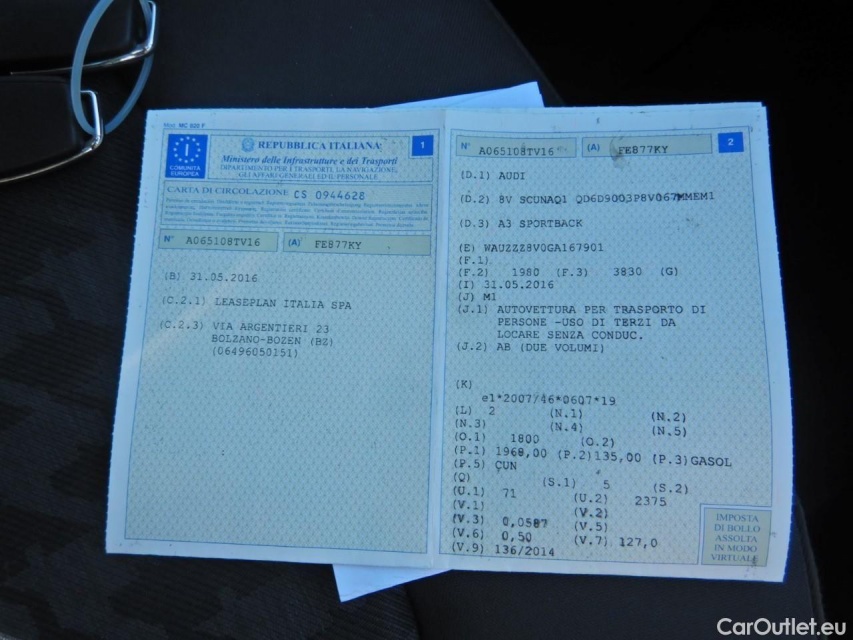 Mod. MC 820 F
I
COMUNITÀ
EUROPEA
REPUBBLICA ITALIANA
Ministero delle Infrastrutture e dei Trasporti
DIPARTIMENTO PER I TRASPORTI, LA NAVIGAZIONE,
GLI AFFARI GENERALI ED IL PERSONALE
1
CARTA DI CIRCOLAZIONE CS 0944628
N° A065108TV16 (A) FE877KY
(B) 31.05.2016
(C.2.1) LEASEPLAN ITALIA SPA
(C.2.3) VIA ARGENTIERI 23
BOLZANO-BOZEN (BZ)
(06496050151)
N° A065108TV16 (A) FE877KY 2
(D.1) AUDI
(D.2) 8V SCUNAQ1 QD6D9003P8V067MMEM1
(D.3) A3 SPORTBACK
(E) WAUZZZ8V0GA167901
(F.1)
(F.2) 1980 (F.3) 3830 (G)
(I) 31.05.2016
(J) M1
(J.1) AUTOVETTURA PER TRASPORTO DI
PERSONE -USO DI TERZI DA
LOCARE SENZA CONDUC.
(J.2) AB (DUE VOLUMI)
(K)
e1*2007/46*0607*19
(L) 2 (N.1) (N.2)
(N.3) (N.4) (N.5)
(O.1) 1800 (O.2)
(P.1) 1968,00 (P.2)135,00 (P.3)GASOL
(P.5) CUN
(Q) (S.1) 5 (S.2)
(U.1) 71 (U.2) 2375
(V.1) (V.2)
(V.3) 0,0587 (V.5)
(V.6) 0,50 (V.7) 127,0
(V.9) 136/2014
IMPOSTA
DI BOLLO
ASSOLTA
IN MODO
VIRTUALE
CarOutlet.eu